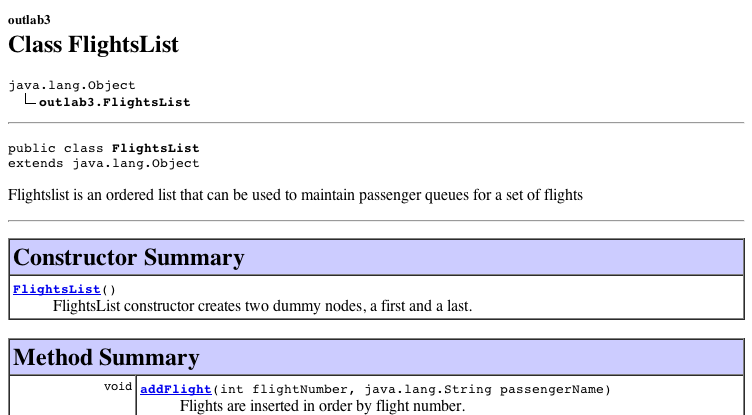 outlab3
Class FlightsList
java.lang.Object
outlab3.FlightsList
public class FlightsList
extends java.lang.Object
Flightslist is an ordered list that can be used to maintain passenger queues for a set of flights
Constructor Summary
FlightsList()
FlightsList constructor creates two dummy nodes, a first and a last.
Method Summary
void addFlight(int flightNumber, java.lang.String passengerName)
Flights are inserted in order by flight number.